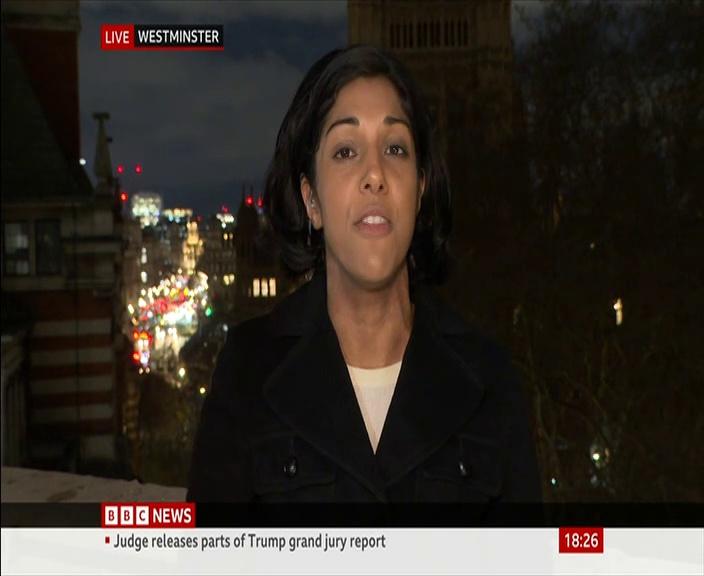 LIVE WESTMINSTER
BBC NEWS
Judge releases parts of Trump grand jury report
18:26